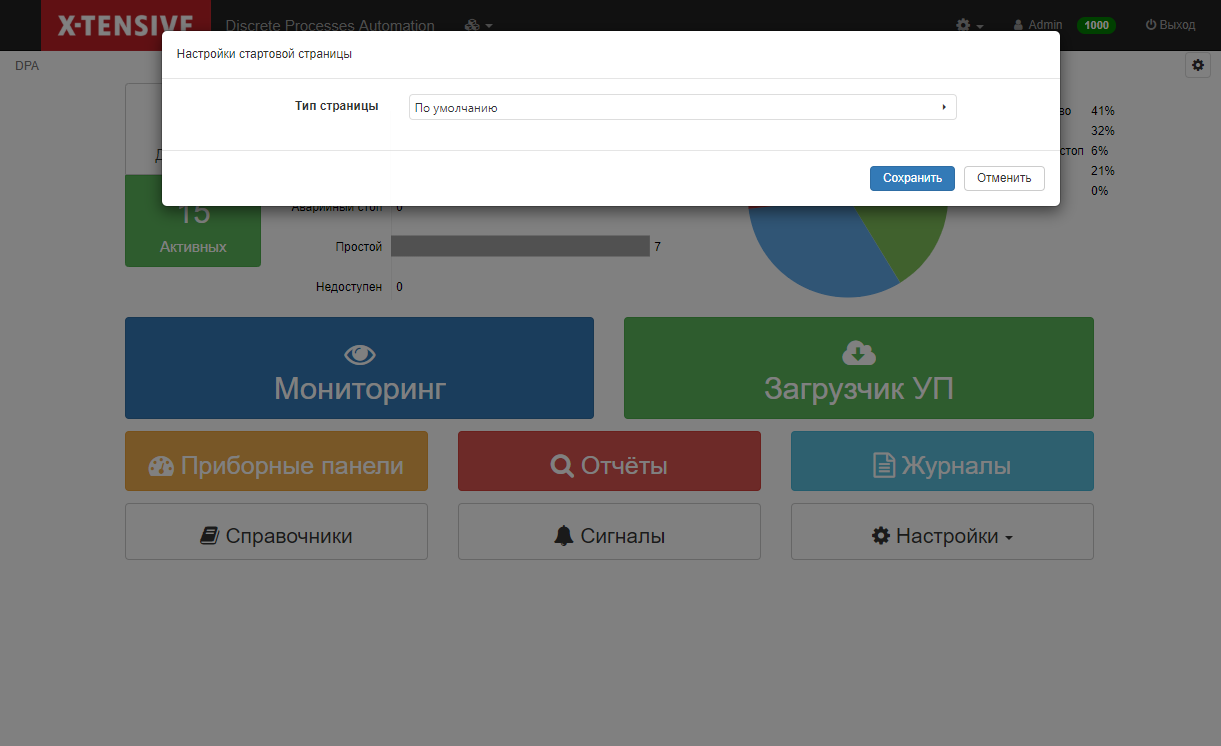 X-TENSIVE Discrete Processes Automation Admin 1000 Выход
Настройки стартовой страницы
DPA
Тип страницы По умолчанию
41%
32%
стоп 6%
21%
0%
Сохранить Отменить
15
Активных
Аварийный стоп 0
Простой 7
Недоступен 0
Мониторинг
Загрузчик УП
Приборные панели
Отчёты
Журналы
Справочники
Сигналы
Настройки